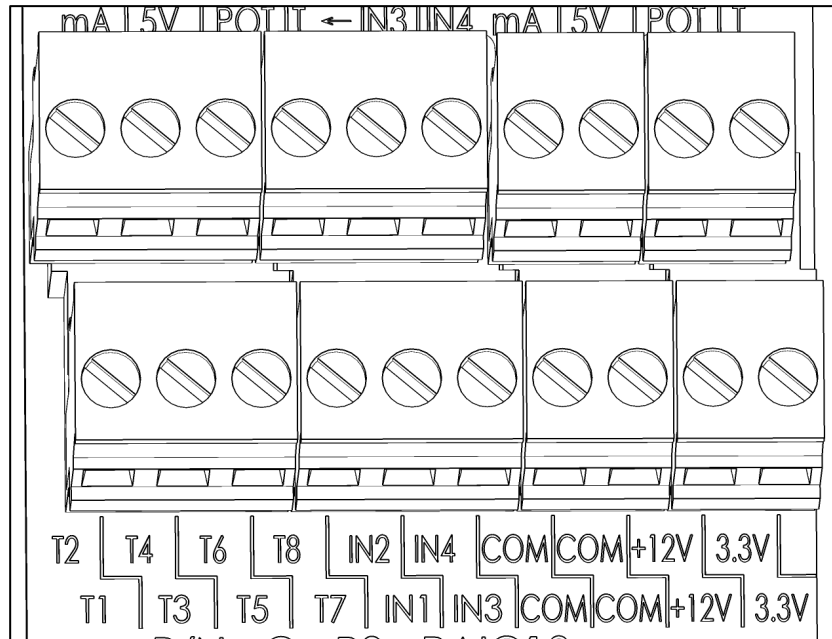 mA 5V POT T ← IN3 IN4 mA 5V POT T
T2 T4 T6 T8 IN2 IN4 COM COM +12V 3.3V
T1 T3 T5 T7 IN1 IN3 COM COM +12V 3.3V